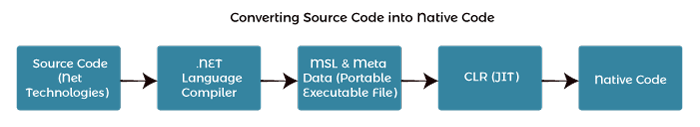 Converting Source Code into Native Code
Source Code
(Net
Technologies)
.NET
Language
Compiler
MSL & Meta
Data (Portable
Executable File)
CLR (JIT)
Native Code